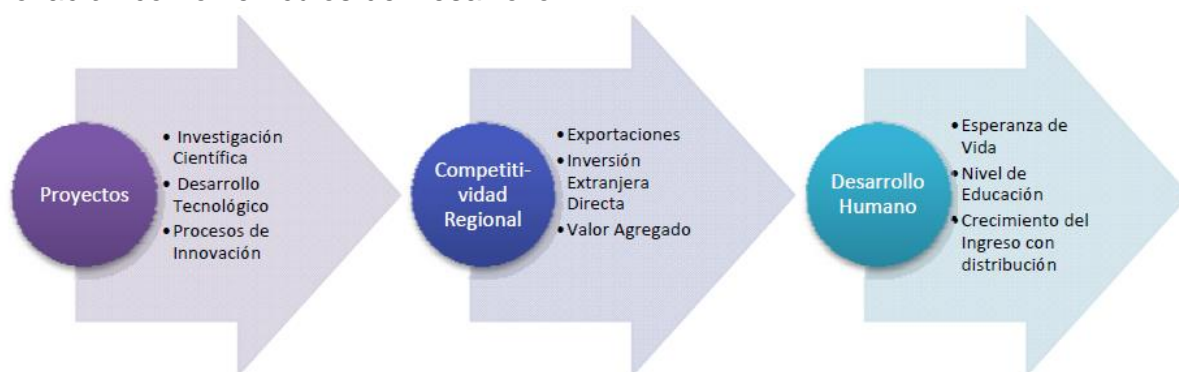 Proyectos
• Investigación
Científica
• Desarrollo
Tecnológico
• Procesos de
Innovación
Competiti-
vidad
Regional
• Exportaciones
• Inversión
Extranjera
Directa
• Valor Agregado
Desarrollo
Humano
• Esperanza de
Vida
• Nivel de
Educación
• Crecimiento del
Ingreso con
distribución